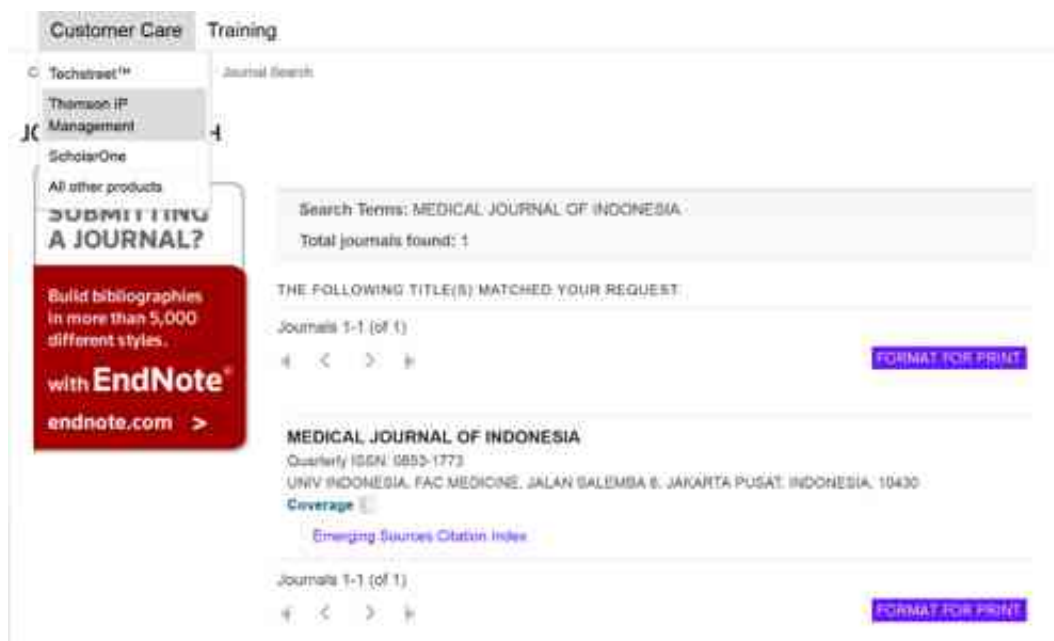 Customer Care Training
Techstreet™ Journal Search
Thomson IP
Management
ScholarOne
All other products
SUBMITTING
A JOURNAL?
Build bibliographies
in more than 5,000
different styles.
with EndNote®
endnote.com >
Search Terms: MEDICAL JOURNAL OF INDONESIA
Total journals found: 1
THE FOLLOWING TITLE(S) MATCHED YOUR REQUEST
Journals 1-1 (of 1)
FORMAT FOR PRINT
MEDICAL JOURNAL OF INDONESIA
Quarterly ISSN: 0853-1773
UNIV INDONESIA, FAC MEDICINE, JALAN SALEMBA 6, JAKARTA PUSAT, INDONESIA, 10430
Coverage
Emerging Sources Citation Index
Journals 1-1 (of 1)
FORMAT FOR PRINT